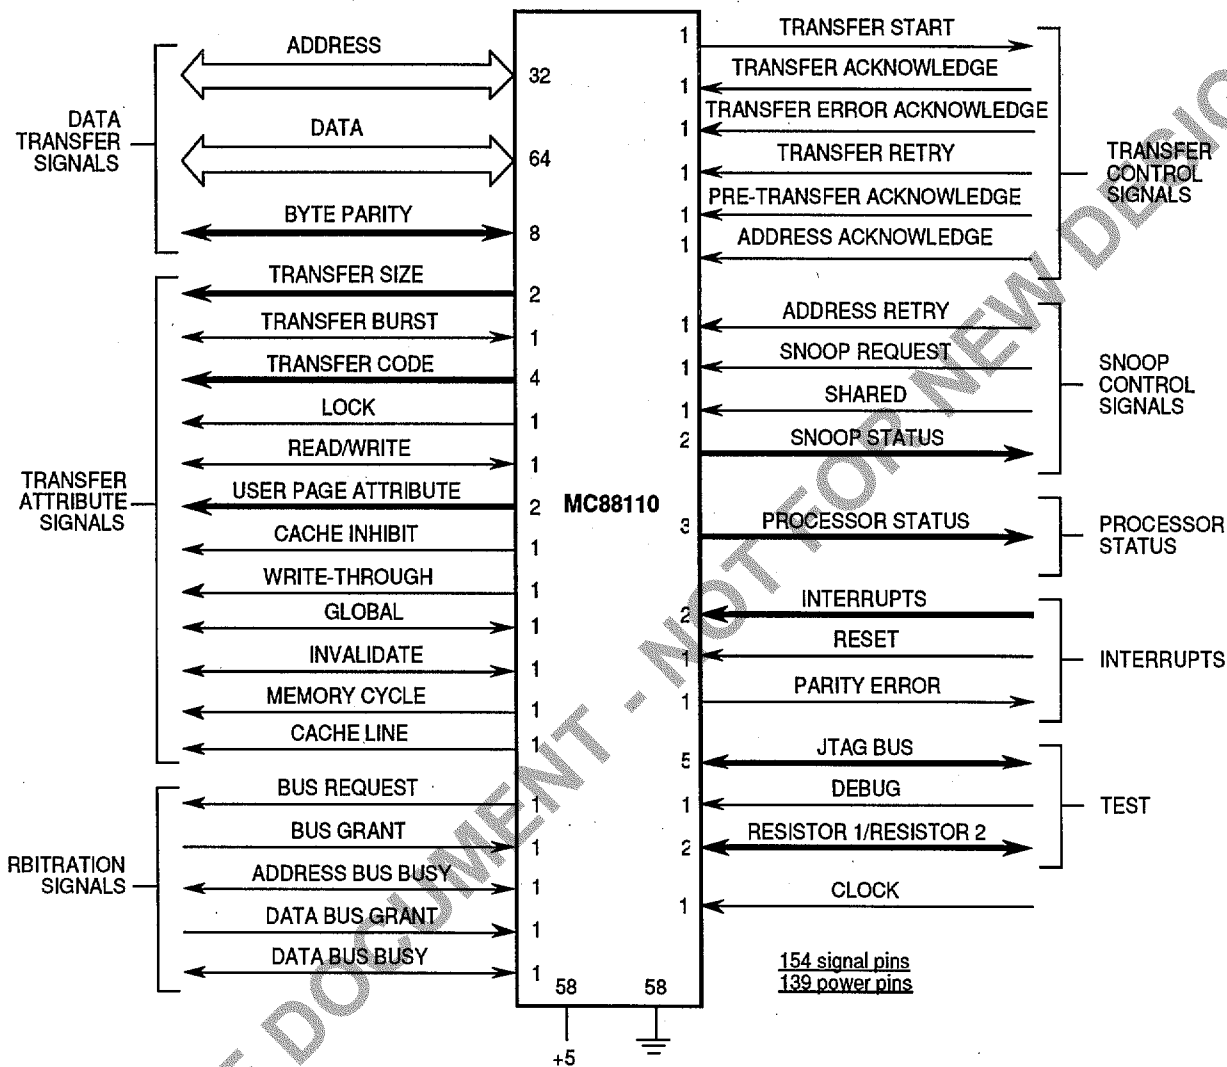 DATA
TRANSFER
SIGNALS
ADDRESS
32
DATA
64
BYTE PARITY
8
TRANSFER
ATTRIBUTE
SIGNALS
TRANSFER SIZE
2
TRANSFER BURST
1
TRANSFER CODE
4
LOCK
1
READ/WRITE
1
USER PAGE ATTRIBUTE
2
CACHE INHIBIT
1
WRITE-THROUGH
1
GLOBAL
1
INVALIDATE
1
MEMORY CYCLE
1
CACHE LINE
1
RBITRATION
SIGNALS
BUS REQUEST
1
BUS GRANT
1
ADDRESS BUS BUSY
1
DATA BUS GRANT
1
DATA BUS BUSY
1
MC88110
58
58
+5
1
TRANSFER START
1
TRANSFER ACKNOWLEDGE
1
TRANSFER ERROR ACKNOWLEDGE
1
TRANSFER RETRY
1
PRE-TRANSFER ACKNOWLEDGE
1
ADDRESS ACKNOWLEDGE
TRANSFER
CONTROL
SIGNALS
1
ADDRESS RETRY
1
SNOOP REQUEST
1
SHARED
2
SNOOP STATUS
SNOOP
CONTROL
SIGNALS
3
PROCESSOR STATUS
PROCESSOR
STATUS
2
INTERRUPTS
1
RESET
1
PARITY ERROR
INTERRUPTS
5
JTAG BUS
1
DEBUG
2
RESISTOR 1/RESISTOR 2
TEST
1
CLOCK
154 signal pins
139 power pins
DOCUMENT - NOT FOR NEW DESIG